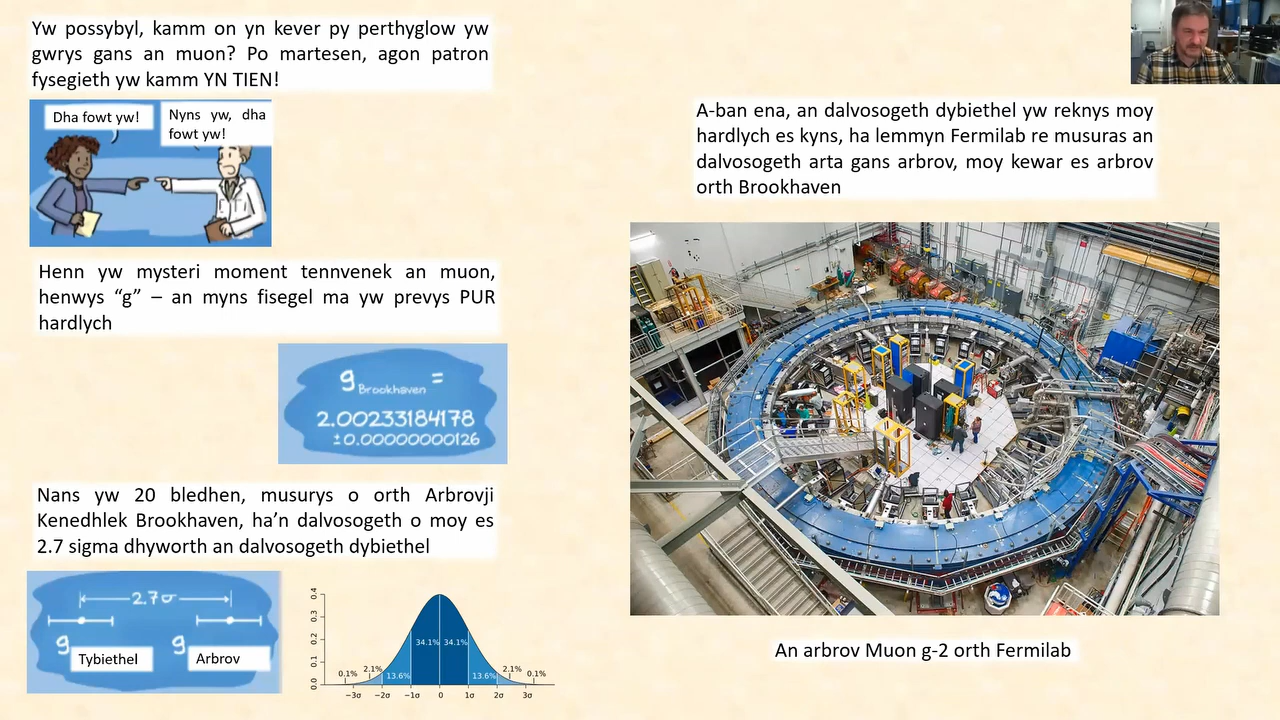 Yw possybyl, kamm on yn kever py perthyglow yw
gwrys gans an muon? Po martesen, agon patron
fysegieth yw kamm YN TIEN!
Dha fowt yw!
Nyns yw, dha
fowt yw!
Henn yw mysteri moment tennvenek an muon,
henwys “g” – an myns fisegel ma yw prevys PUR
hardlych
g Brookhaven =
2.00233184178
±0.00000000126
Nans yw 20 bledhen, musurys o orth Arbrovji
Kenedhlek Brookhaven, ha’n dalvosogeth o moy es
2.7 sigma dhyworth an dalvosogeth dybiethel
2.7 σ
g Tybiethel
g Arbrov
0.4
0.3
0.2
0.1
0.0
34.1% 34.1%
0.1% 2.1% 13.6% 13.6% 2.1% 0.1%
−3σ −2σ −1σ 0 1σ 2σ 3σ
A-ban ena, an dalvosogeth dybiethel yw reknys moy
hardlych es kyns, ha lemmyn Fermilab re musuras an
dalvosogeth arta gans arbrov, moy kewar es arbrov
orth Brookhaven
An arbrov Muon g-2 orth Fermilab